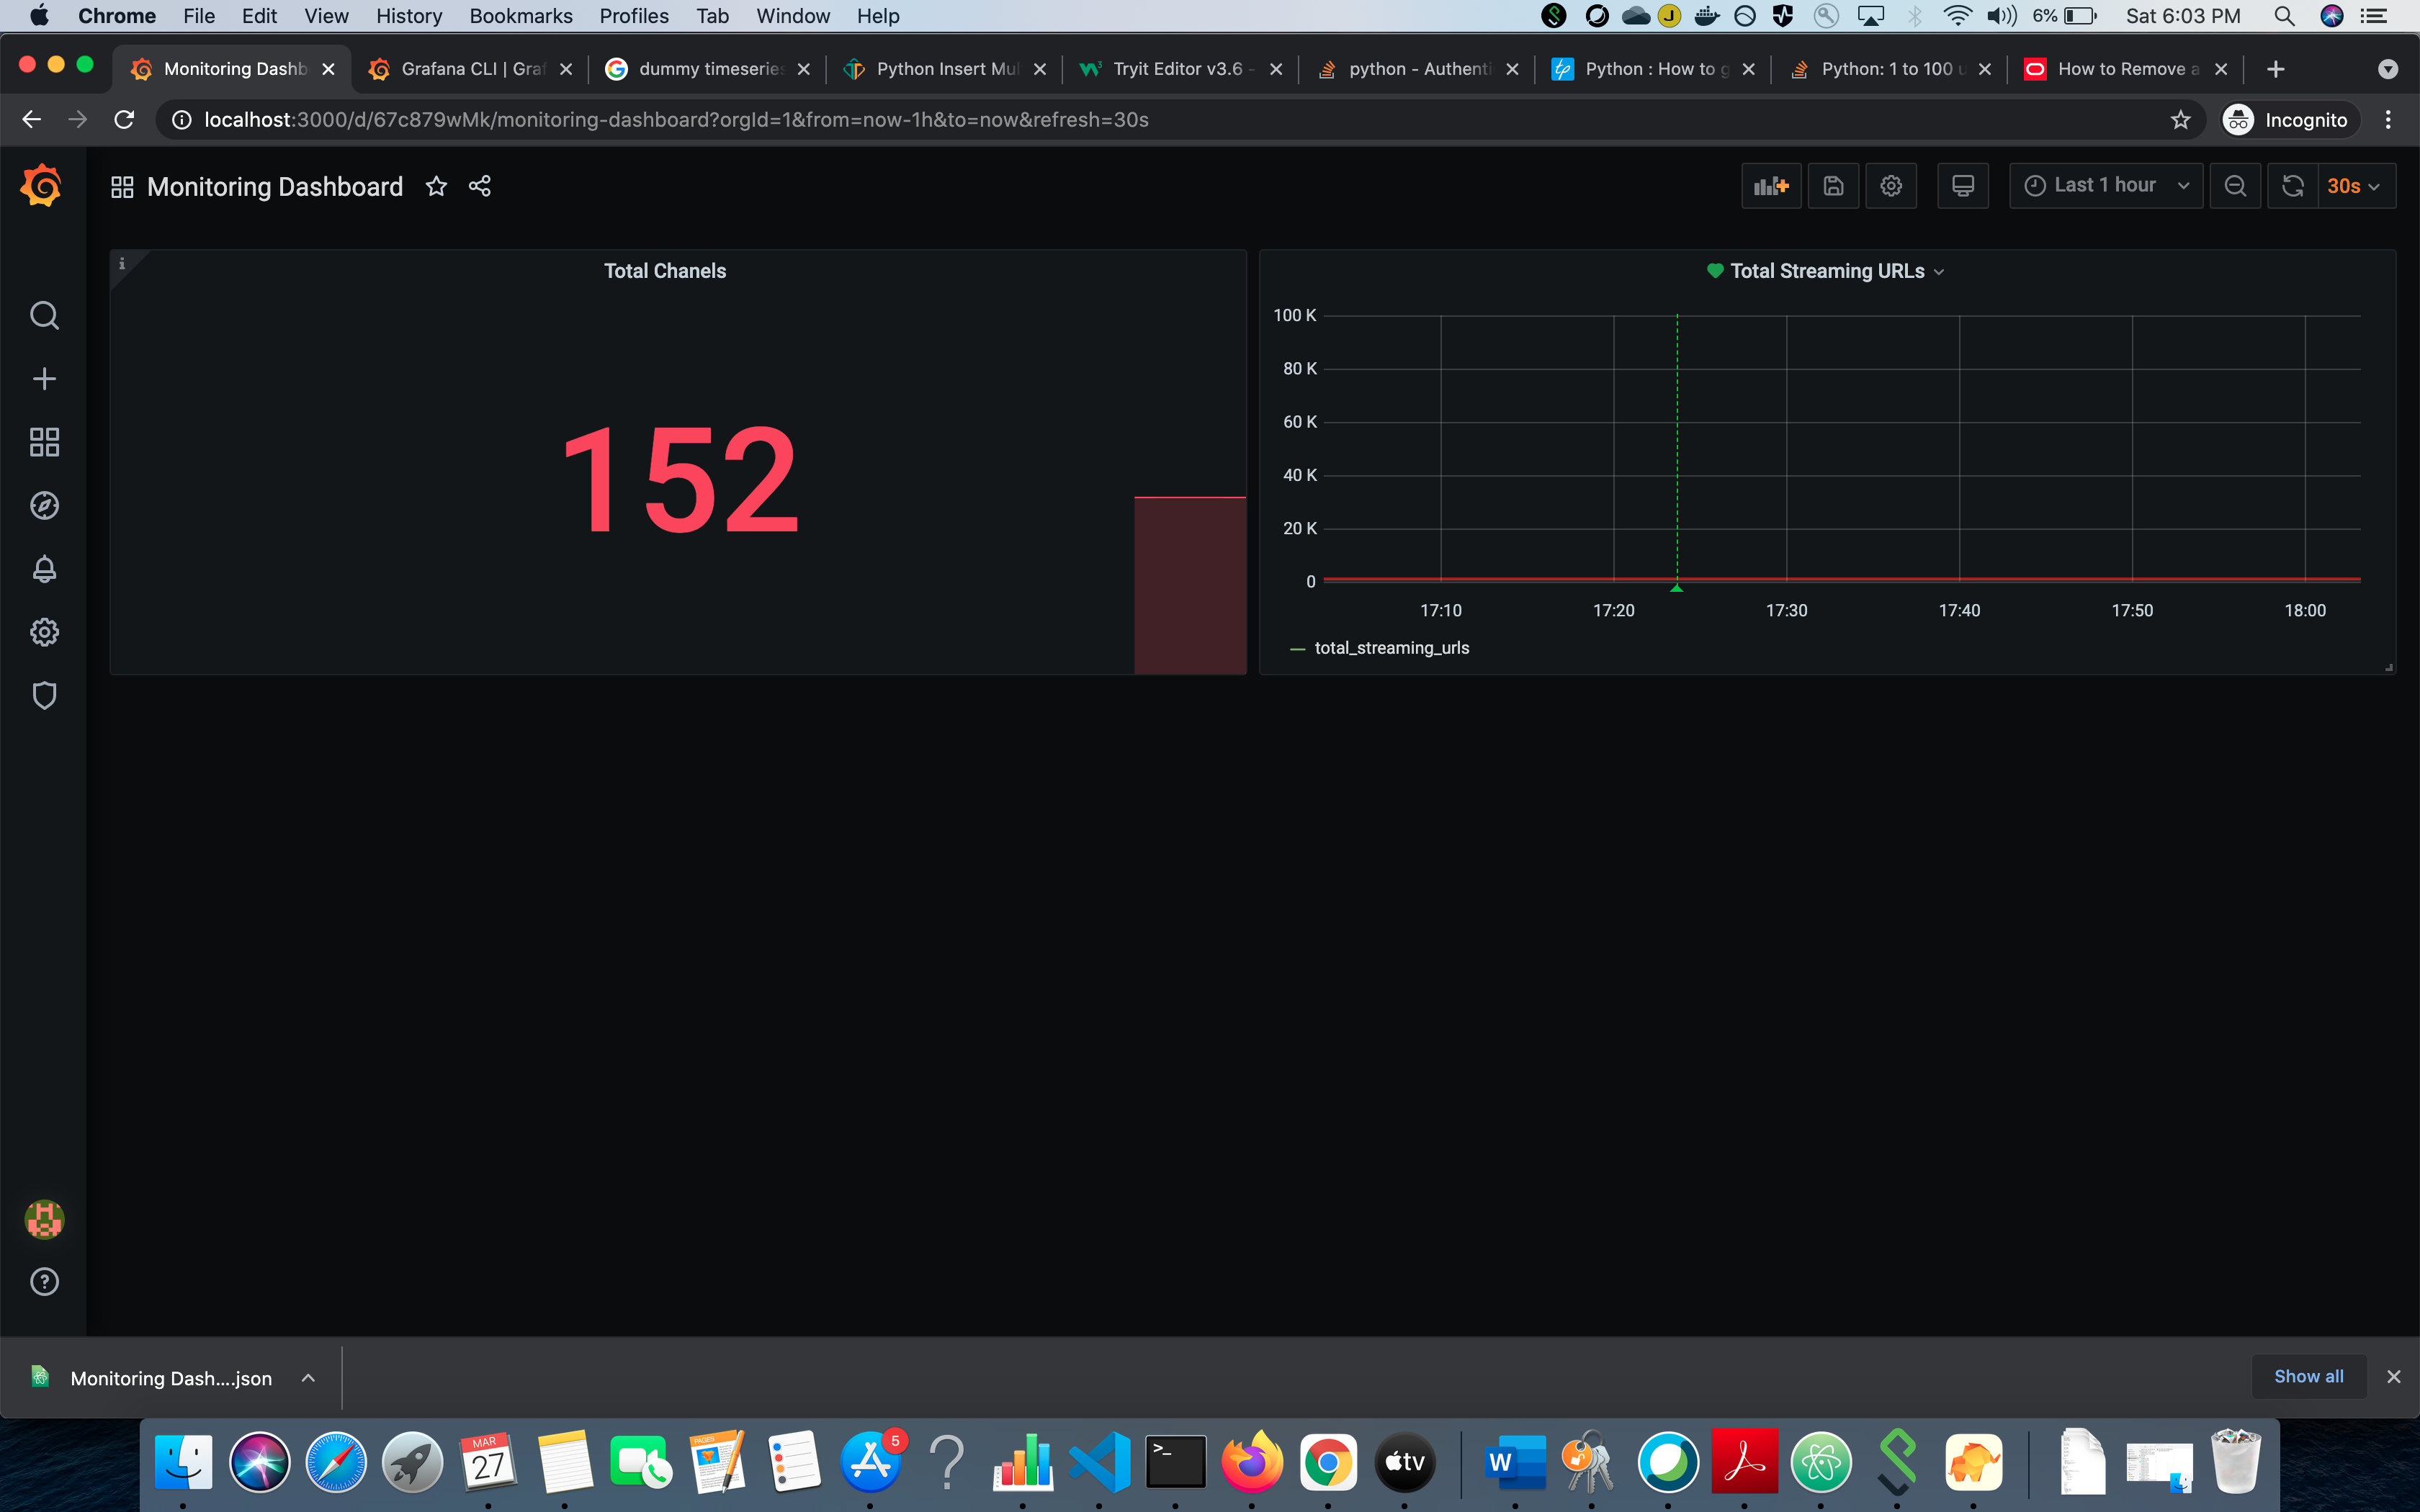 Chrome File Edit View History Bookmarks Profiles Tab Window Help J 6% Sat 6:03 PM
Monitoring Dashb Grafana CLI | Graf dummy timeseries Python Insert Mul Tryit Editor v3.6 - python - Authenti Python : How to g Python: 1 to 100 u How to Remove a
localhost:3000/d/67c879wMk/monitoring-dashboard?orgId=1&from=now-1h&to=now&refresh=30s Incognito
Monitoring Dashboard Last 1 hour 30s
Total Chanels
152
Total Streaming URLs
100 K
80 K
60 K
40 K
20 K
0
17:10 17:20 17:30 17:40 17:50 18:00
total_streaming_urls
Monitoring Dash....json Show all
MAR
27
PAGES
5
>_
tv
W